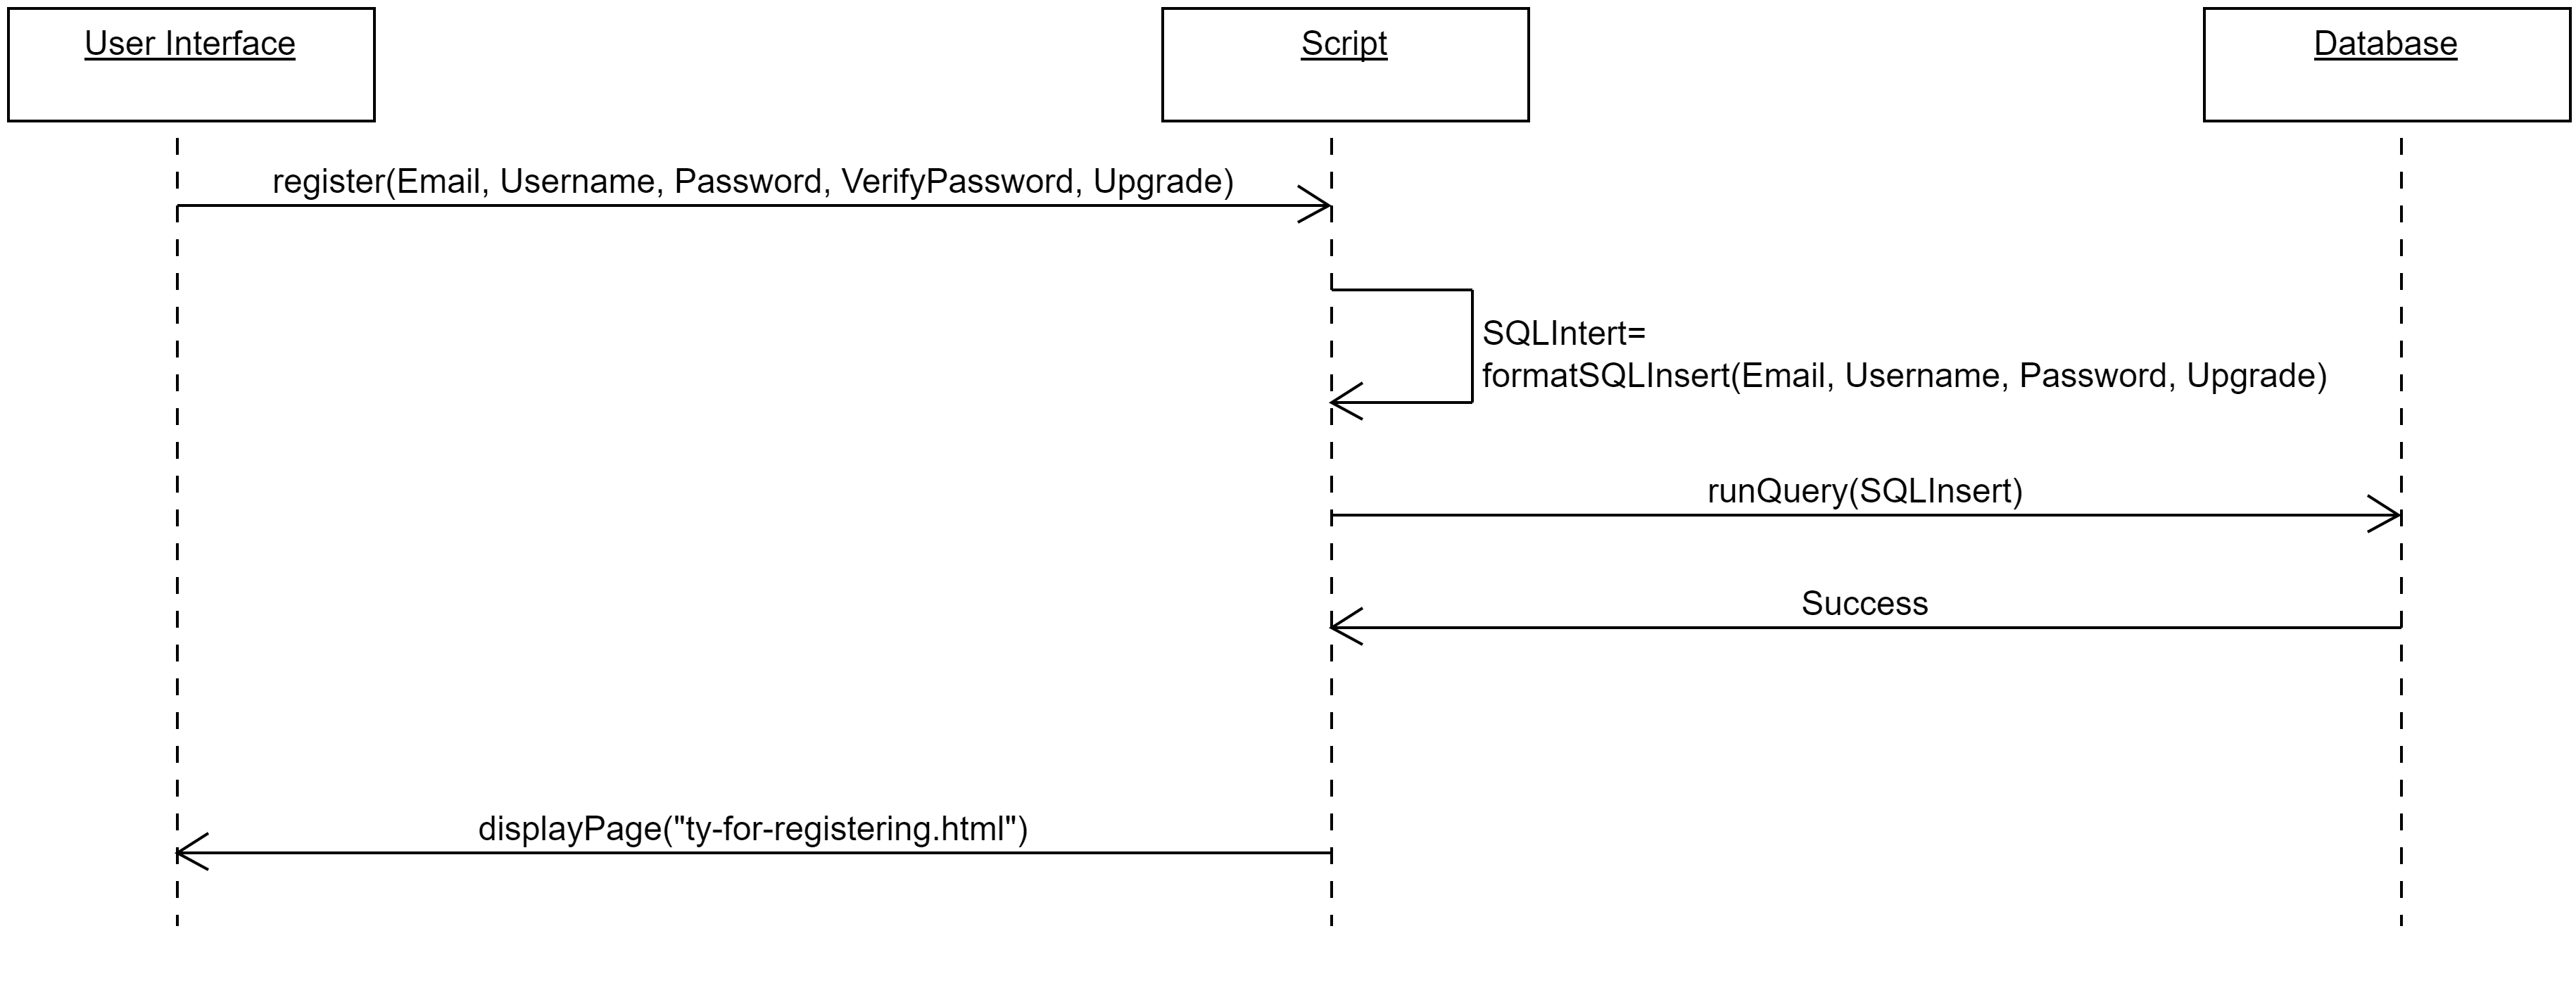 User Interface
Script
Database
register(Email, Username, Password, VerifyPassword, Upgrade)
SQLIntert=
formatSQLInsert(Email, Username, Password, Upgrade)
runQuery(SQLInsert)
Success
displayPage("ty-for-registering.html")